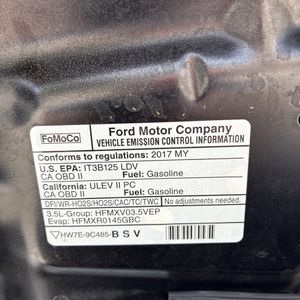 FoMoCo
Ford Motor Company
VEHICLE EMISSION CONTROL INFORMATION
Conforms to regulations: 2017 MY
U.S. EPA: IT3B125 LDV
CA OBD II Fuel: Gasoline
California: ULEV II PC
CA OBD II Fuel: Gasoline
DFI/WR-HO2S/HO2S/CAC/TC/TWC No adjustments needed.
3.5L-Group: HFMXV03.5VEP
Evap: HFMXR0145GBC
HW7E-9C485-BSV